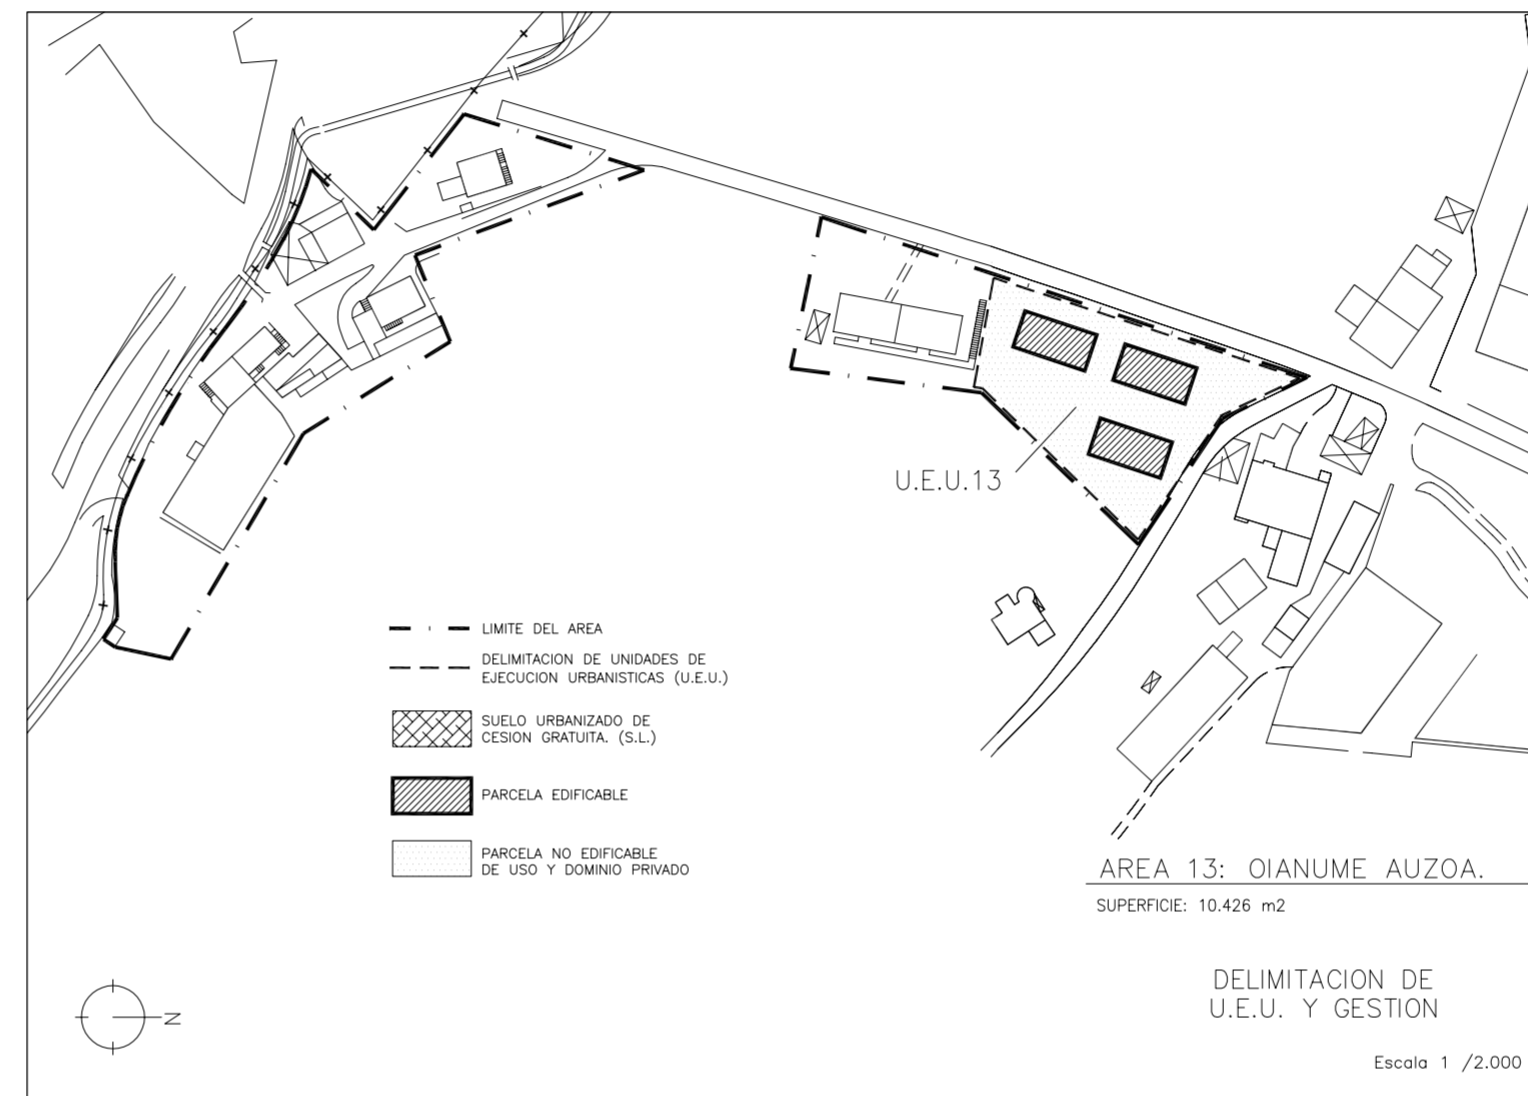 U.E.U.13
LIMITE DEL AREA
DELIMITACION DE UNIDADES DE
EJECUCION URBANISTICAS (U.E.U.)
SUELO URBANIZADO DE
CESION GRATUITA. (S.L.)
PARCELA EDIFICABLE
PARCELA NO EDIFICABLE
DE USO Y DOMINIO PRIVADO
AREA 13: OIANUME AUZOA.
SUPERFICIE: 10.426 m2
DELIMITACION DE
U.E.U. Y GESTION
N
Escala 1 /2.000